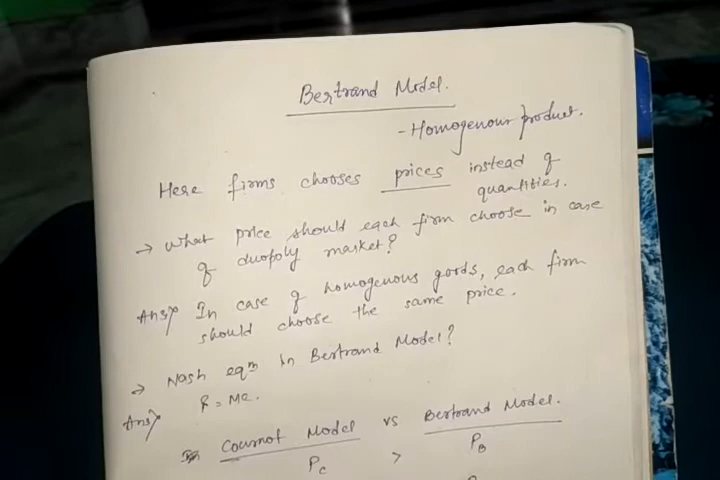 Bertrand Model.
- Homogenour product.
Here firms chooses prices instead of quantities.
→ What price should each firm choose in case
of duopoly market?
Ans> In case of homogenous goods, each firm
should choose the same price.
→ Nash eqm in Bertrand Model?
Ans> P = MC.
Cournot Model vs Bertrand Model.
Pc > PB